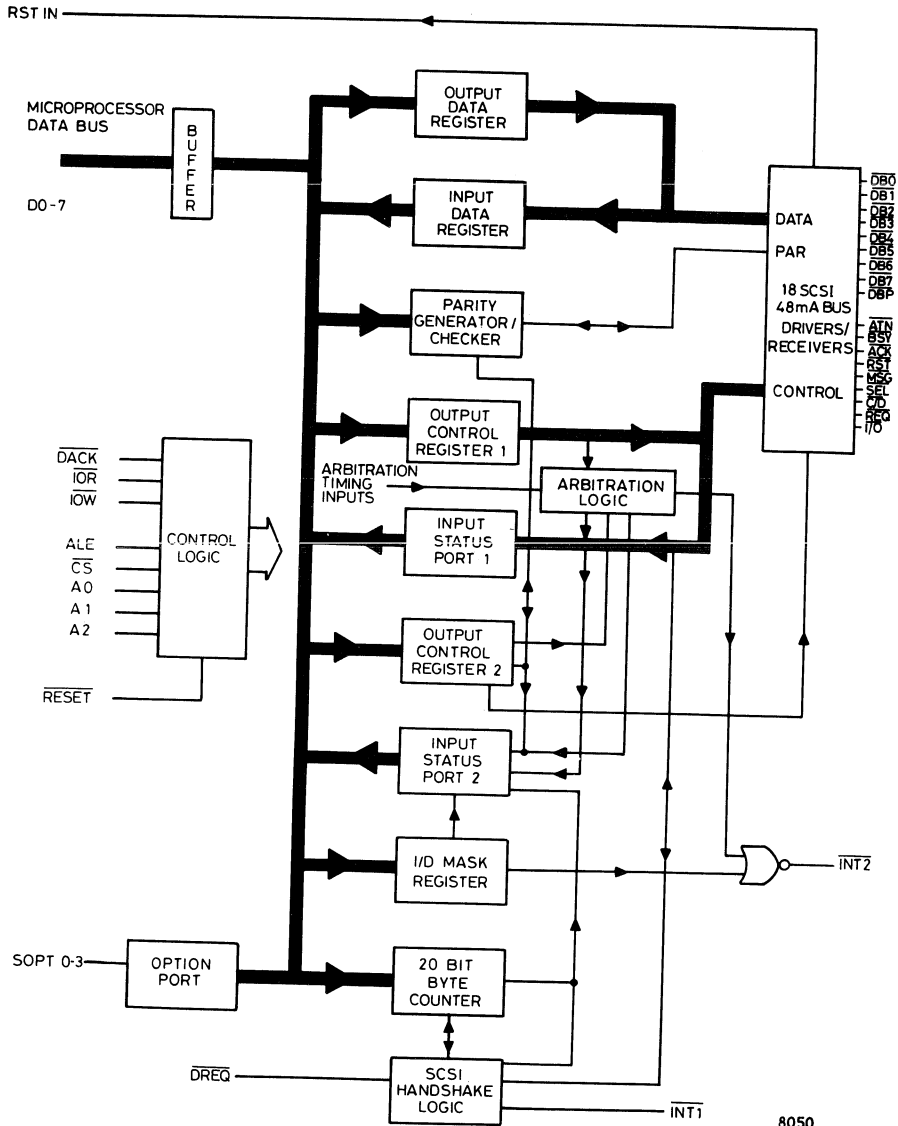 RST IN
MICROPROCESSOR
DATA BUS
D0-7
BUFFER
OUTPUT
DATA
REGISTER
INPUT
DATA
REGISTER
PARITY
GENERATOR/
CHECKER
OUTPUT
CONTROL
REGISTER 1
ARBITRATION
TIMING
INPUTS
ARBITRATION
LOGIC
INPUT
STATUS
PORT 1
OUTPUT
CONTROL
REGISTER 2
INPUT
STATUS
PORT 2
I/D MASK
REGISTER
20 BIT
BYTE
COUNTER
SCSI
HANDSHAKE
LOGIC
DACK
IOR
IOW
ALE
CS
A0
A1
A2
RESET
CONTROL
LOGIC
SOPT 0-3
OPTION
PORT
DREQ
INT1
INT2
DATA
PAR
18 SCSI
48mA BUS
DRIVERS/
RECEIVERS
CONTROL
DB0
DB1
DB2
DB3
DB4
DB5
DB6
DB7
DBP
ATN
BSY
ACK
RST
MSG
SEL
C/D
REQ
I/O
8050